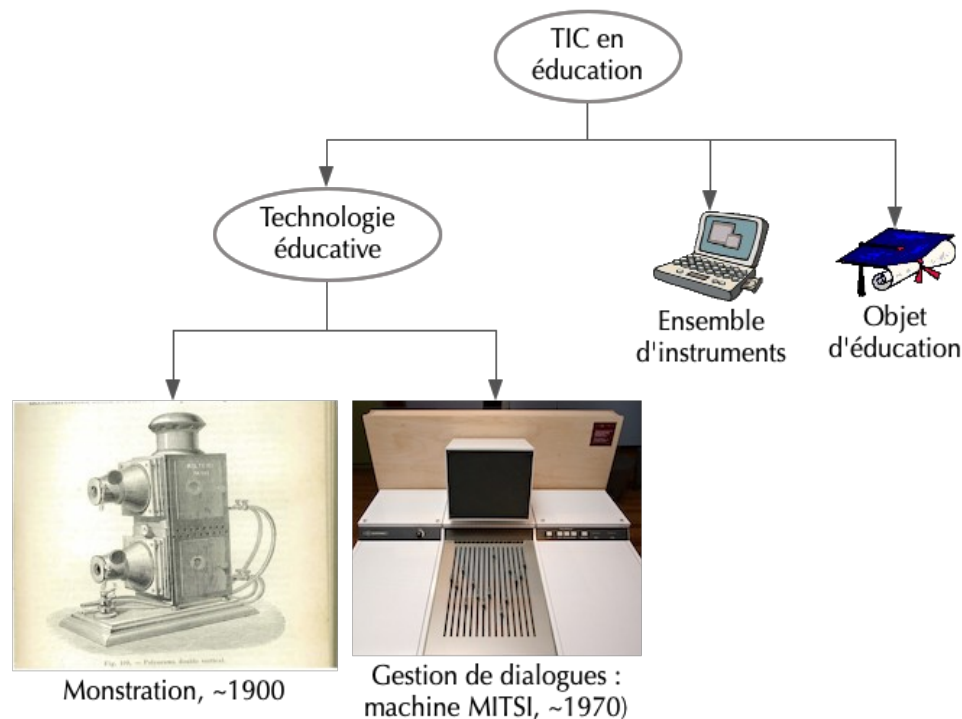 TIC en
éducation
Technologie
éducative
Ensemble
d'instruments
Objet
d'éducation
Monstration, ~1900
Gestion de dialogues :
machine MITSI, ~1970)